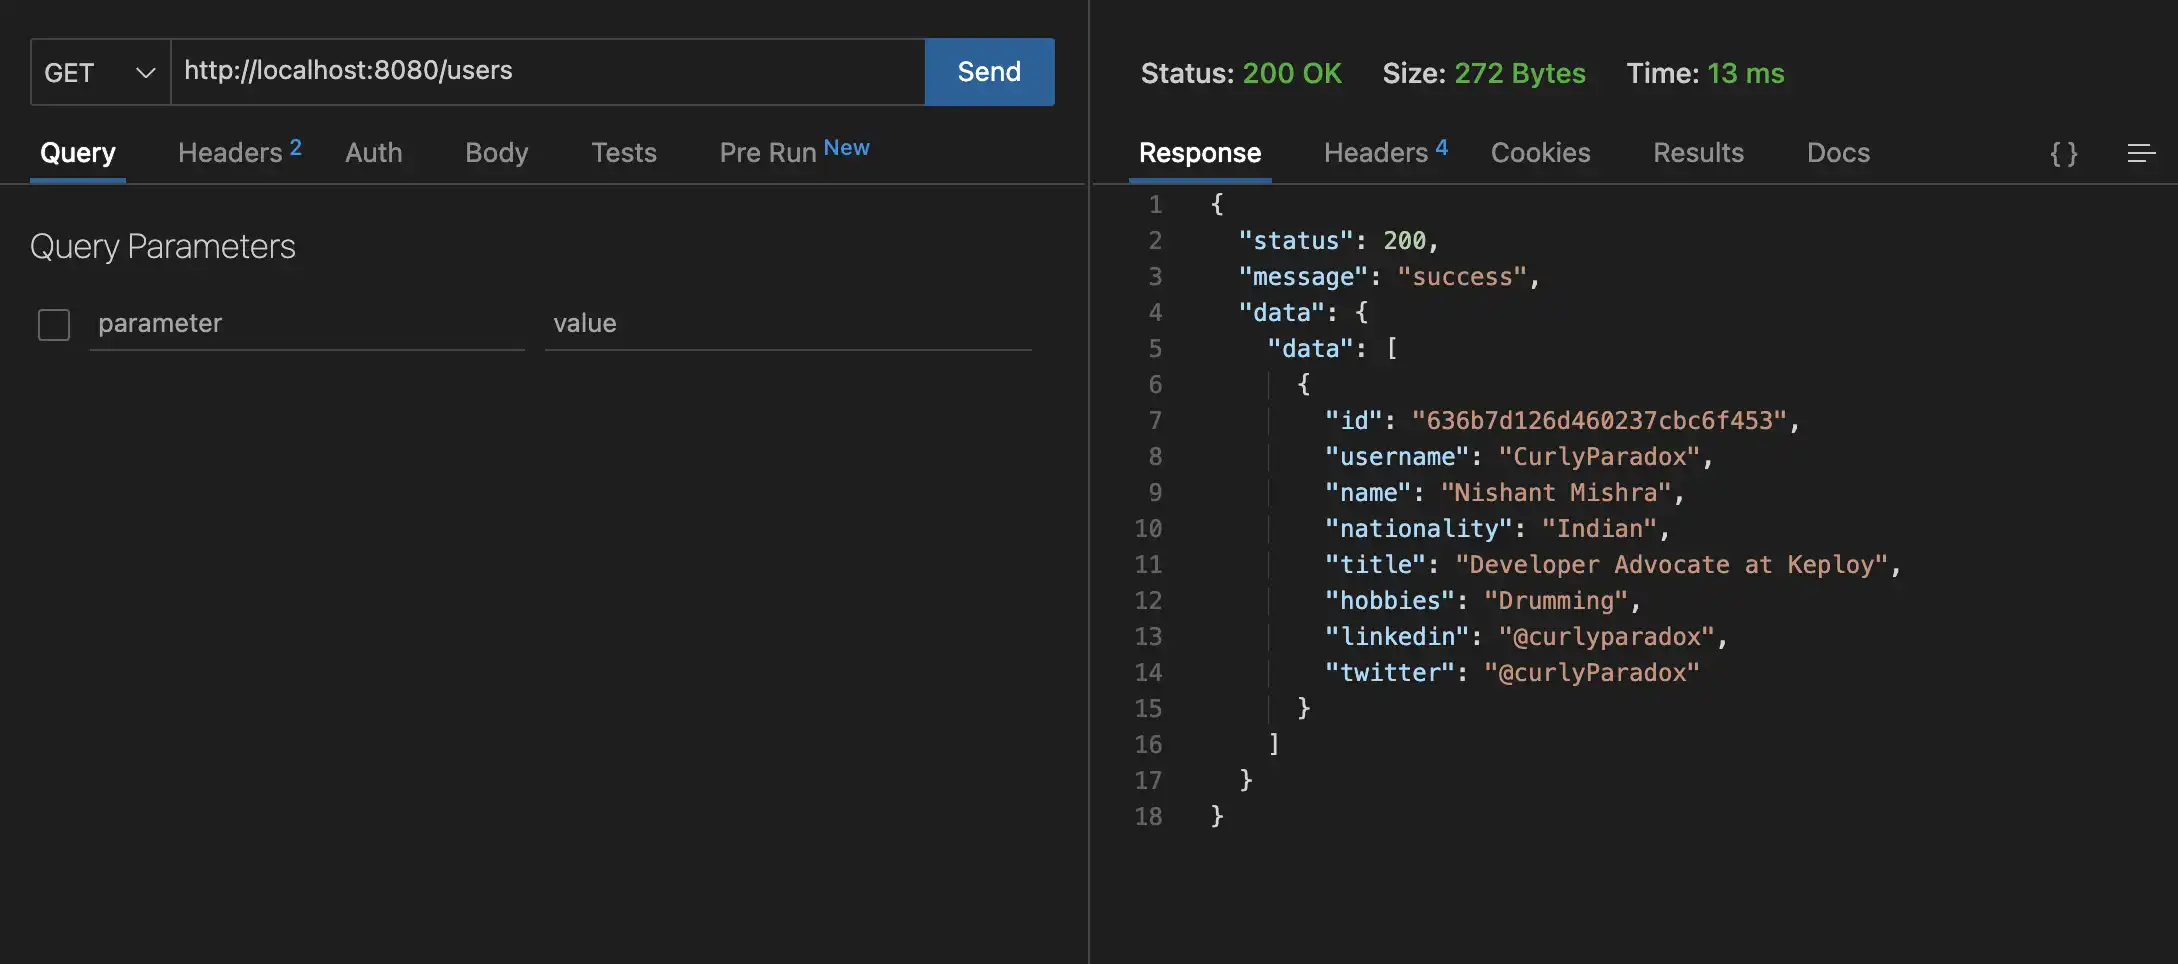 GET http://localhost:8080/users Send
Query Headers 2 Auth Body Tests Pre Run New
Query Parameters
parameter value
Status: 200 OK Size: 272 Bytes Time: 13 ms
Response Headers 4 Cookies Results Docs { }
1 {
2 "status": 200,
3 "message": "success",
4 "data": {
5 "data": [
6 {
7 "id": "636b7d126d460237cbc6f453",
8 "username": "CurlyParadox",
9 "name": "Nishant Mishra",
10 "nationality": "Indian",
11 "title": "Developer Advocate at Keploy",
12 "hobbies": "Drumming",
13 "linkedin": "@curlyparadox",
14 "twitter": "@curlyParadox"
15 }
16 ]
17 }
18 }